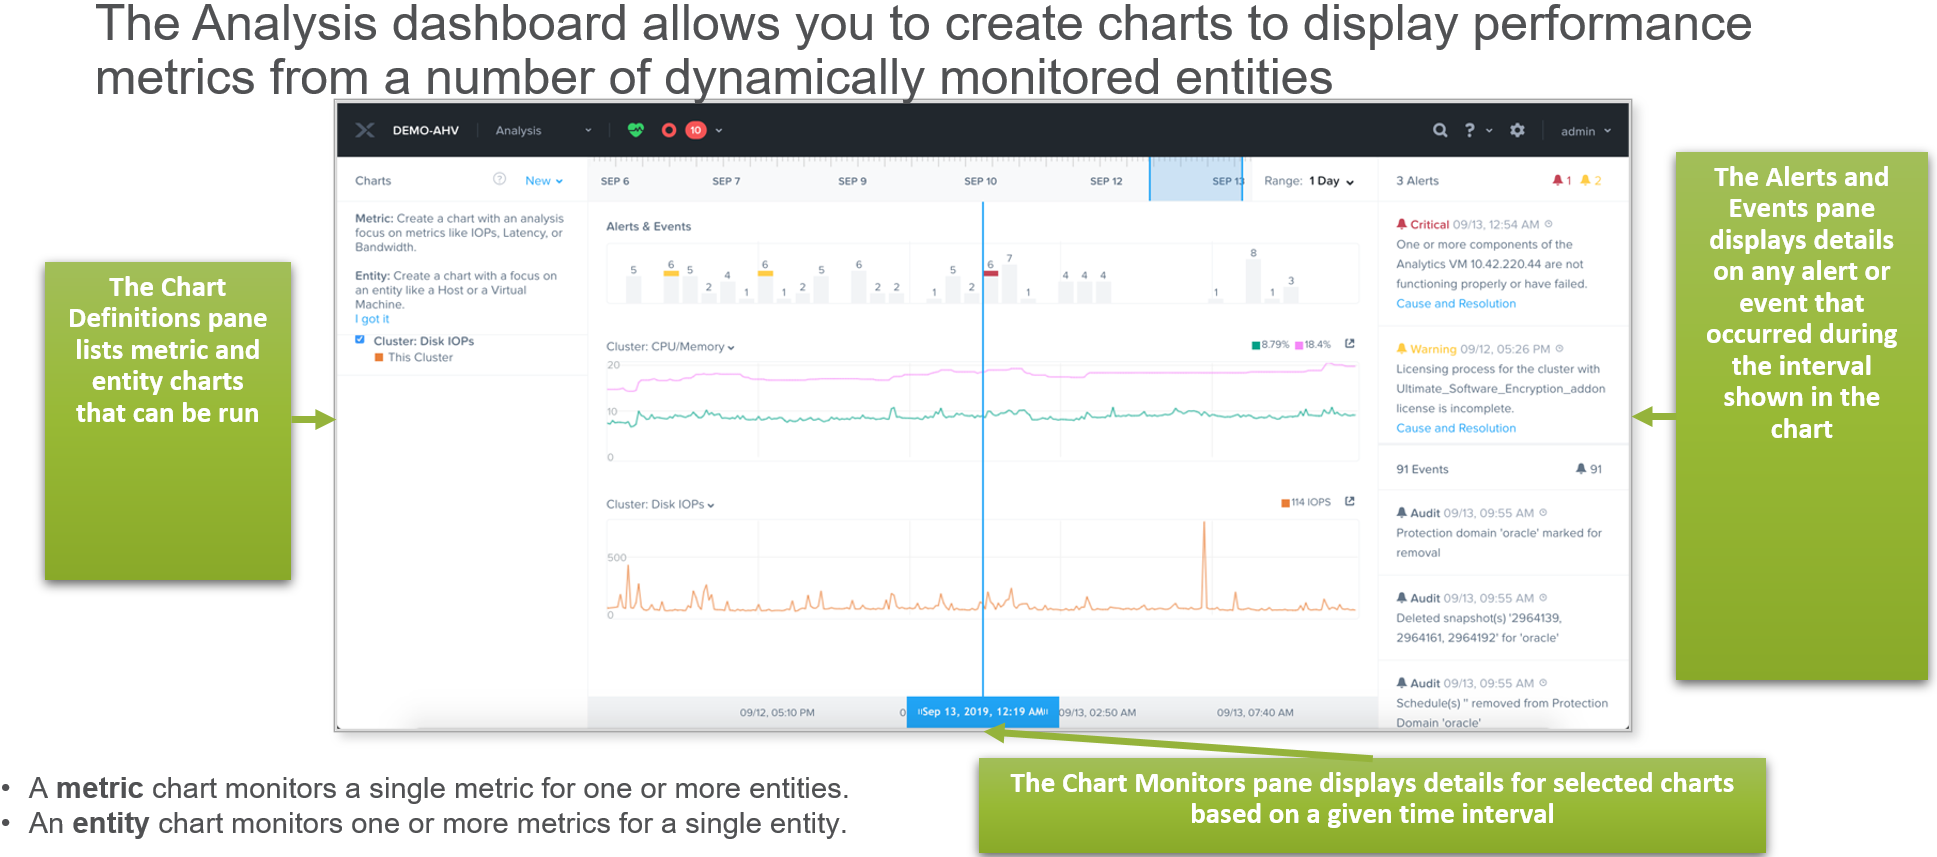 The Analysis dashboard allows you to create charts to display performance
metrics from a number of dynamically monitored entities
The Chart
Definitions pane
lists metric and
entity charts
that can be run
DEMO-AHV
Analysis
10
?
admin
Charts
?
New
Metric: Create a chart with an analysis
focus on metrics like IOPs, Latency, or
Bandwidth.
Entity: Create a chart with a focus on
an entity like a Host or a Virtual
Machine.
I got it
Cluster: Disk IOPs
This Cluster
SEP 6
SEP 7
SEP 9
SEP 10
SEP 12
SEP 13
Range: 1 Day
Alerts & Events
5
6
5
2
4
1
6
1
2
5
6
2
2
1
5
2
6
7
1
4
4
4
1
8
1
3
Cluster: CPU/Memory
8.79%
18.4%
20
10
0
Cluster: Disk IOPs
114 IOPS
500
0
09/12, 05:10 PM
Sep 13, 2019, 12:19 AM
09/13, 02:50 AM
09/13, 07:40 AM
3 Alerts
1
2
Critical 09/13, 12:54 AM
One or more components of the
Analytics VM 10.42.220.44 are not
functioning properly or have failed.
Cause and Resolution
Warning 09/12, 05:26 PM
Licensing process for the cluster with
Ultimate_Software_Encryption_addon
license is incomplete.
Cause and Resolution
91 Events
91
Audit 09/13, 09:55 AM
Protection domain 'oracle' marked for
removal
Audit 09/13, 09:55 AM
Deleted snapshot(s) '2964139,
2964161, 2964192' for 'oracle'
Audit 09/13, 09:55 AM
Schedule(s) '' removed from Protection
Domain 'oracle'
The Alerts and
Events pane
displays details
on any alert or
event that
occurred during
the interval
shown in the
chart
The Chart Monitors pane displays details for selected charts
based on a given time interval
• A metric chart monitors a single metric for one or more entities.
• An entity chart monitors one or more metrics for a single entity.